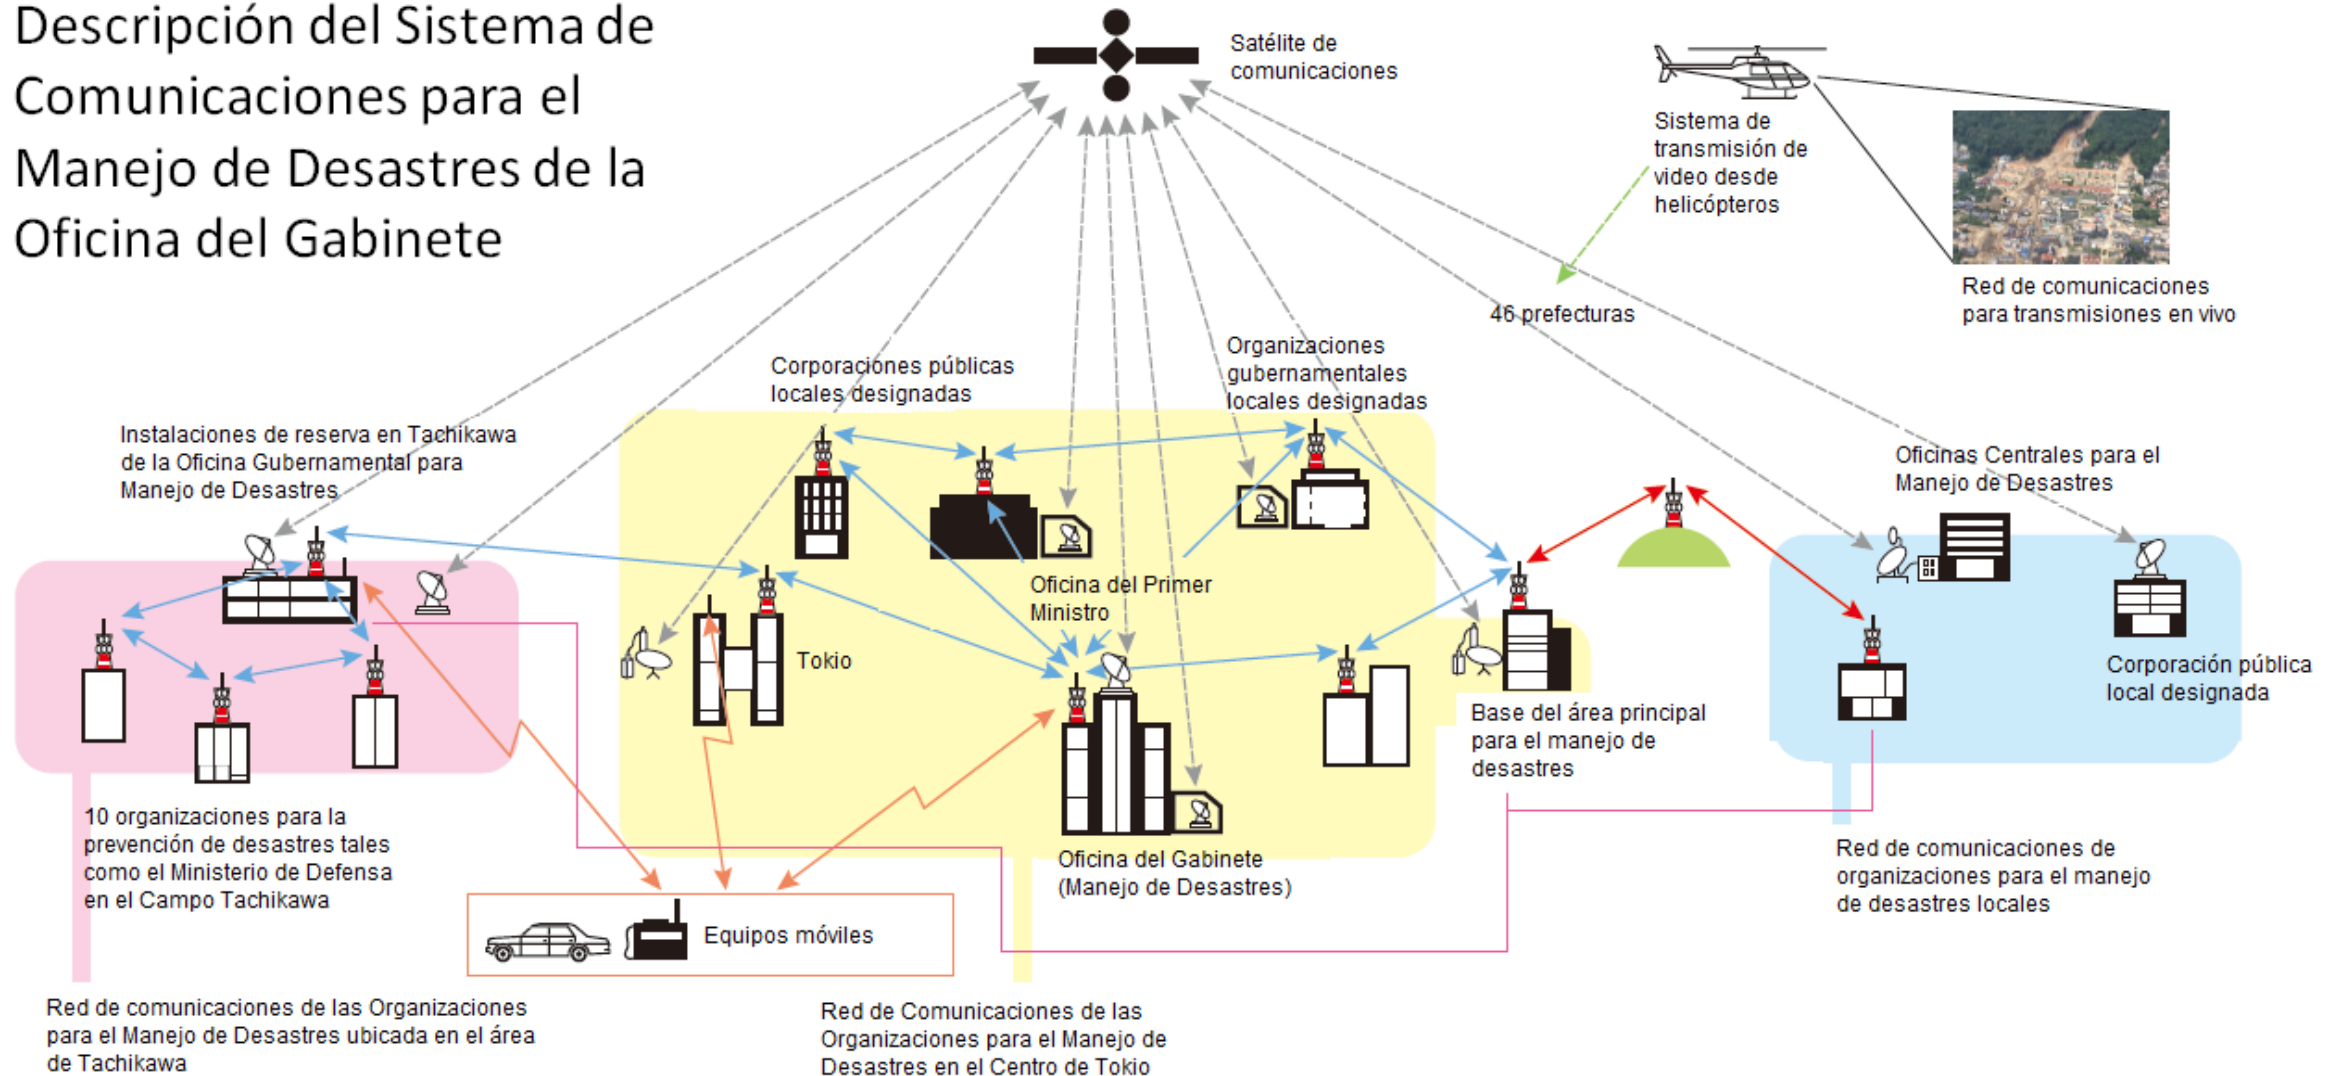 Descripción del Sistema de
Comunicaciones para el
Manejo de Desastres de la
Oficina del Gabinete
Satélite de
comunicaciones
Sistema de
transmisión de
video desde
helicópteros
Red de comunicaciones
para transmisiones en vivo
46 prefecturas
Corporaciones públicas
locales designadas
Organizaciones
gubernamentales
locales designadas
Instalaciones de reserva en Tachikawa
de la Oficina Gubernamental para
Manejo de Desastres
Oficinas Centrales para el
Manejo de Desastres
Oficina del Primer
Ministro
Tokio
Corporación pública
local designada
Base del área principal
para el manejo de
desastres
10 organizaciones para la
prevención de desastres tales
como el Ministerio de Defensa
en el Campo Tachikawa
Oficina del Gabinete
(Manejo de Desastres)
Red de comunicaciones de
organizaciones para el manejo
de desastres locales
Equipos móviles
Red de comunicaciones de las Organizaciones
para el Manejo de Desastres ubicada en el área
de Tachikawa
Red de Comunicaciones de las
Organizaciones para el Manejo de
Desastres en el Centro de Tokio